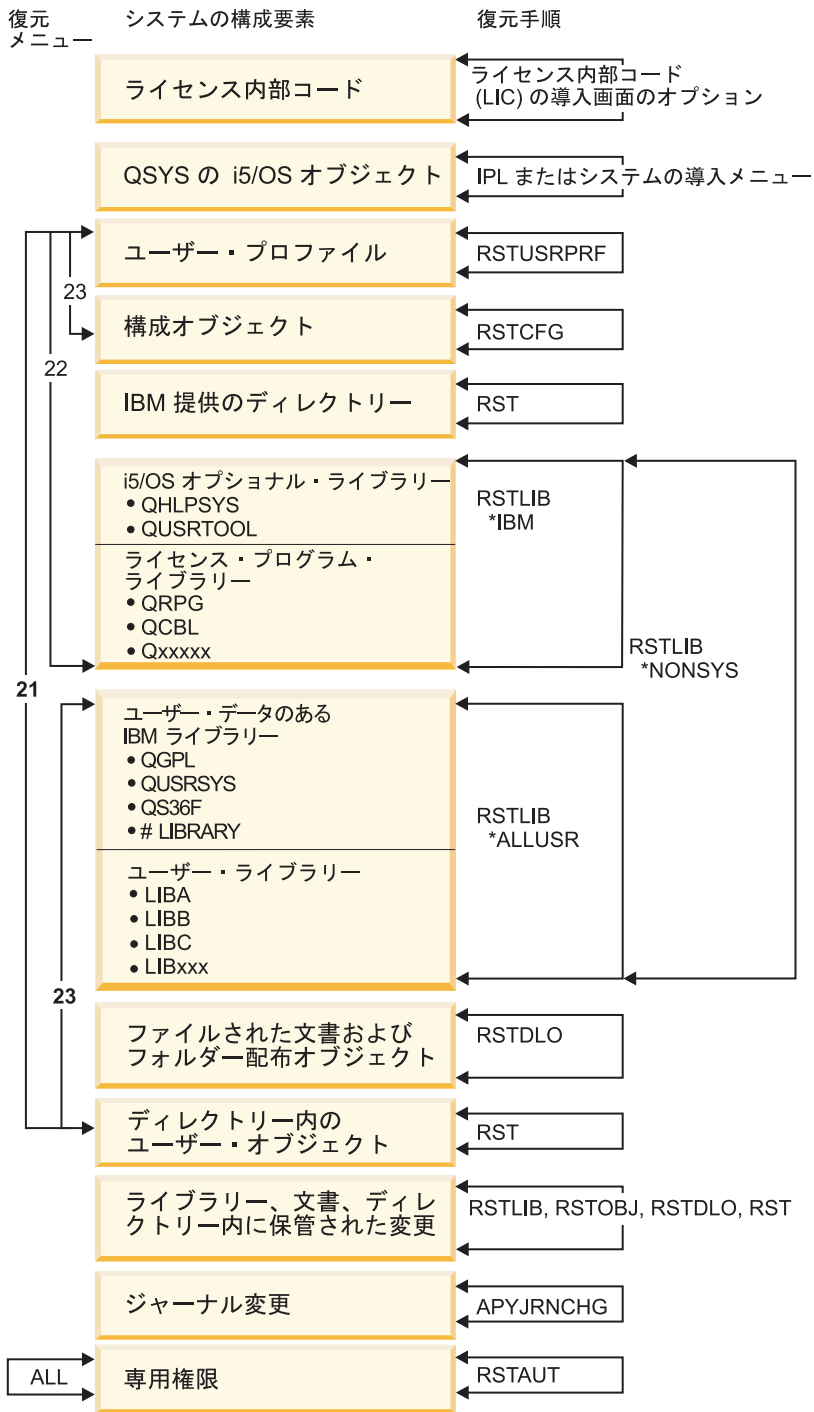 復元
メニュー
システムの構成要素
復元手順
ライセンス内部コード
ライセンス内部コード
(LIC) の導入画面のオプション
QSYS の i5/OS オブジェクト
IPL またはシステムの導入メニュー
ユーザー・プロファイル
RSTUSRPRF
23
構成オブジェクト
RSTCFG
22
IBM 提供のディレクトリー
RST
i5/OS オプショナル・ライブラリー
• QHLPSYS
• QUSRTOOL
RSTLIB
*IBM
ライセンス・プログラム・
ライブラリー
• QRPG
• QCBL
• Qxxxxx
RSTLIB
*NONSYS
21
ユーザー・データのある
IBM ライブラリー
• QGPL
• QUSRSYS
• QS36F
• # LIBRARY
RSTLIB
*ALLUSR
ユーザー・ライブラリー
• LIBA
• LIBB
• LIBC
• LIBxxx
23
ファイルされた文書および
フォルダー配布オブジェクト
RSTDLO
ディレクトリー内の
ユーザー・オブジェクト
RST
ライブラリー、文書、ディレ
クトリー内に保管された変更
RSTLIB, RSTOBJ, RSTDLO, RST
ジャーナル変更
APYJRNCHG
ALL
専用権限
RSTAUT